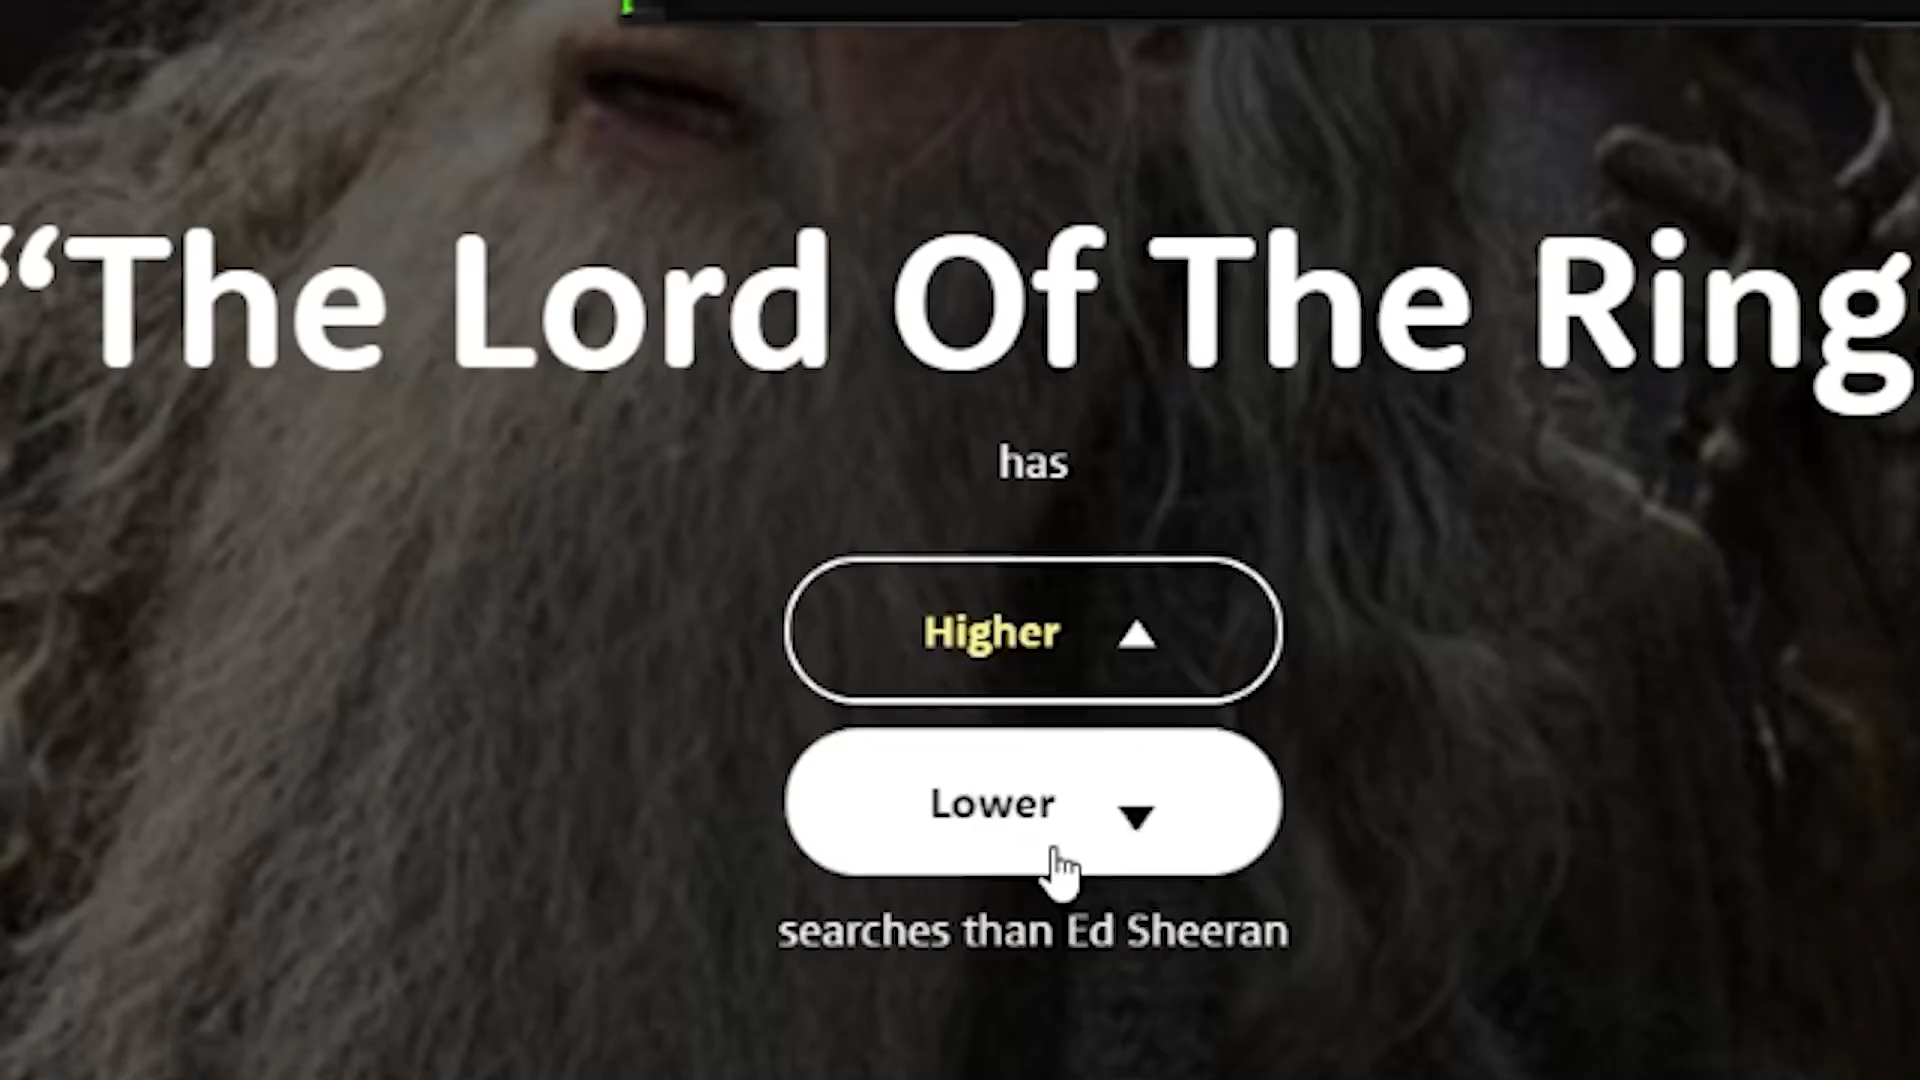 “The Lord Of The Ring
has
Higher
Lower
searches than Ed Sheeran